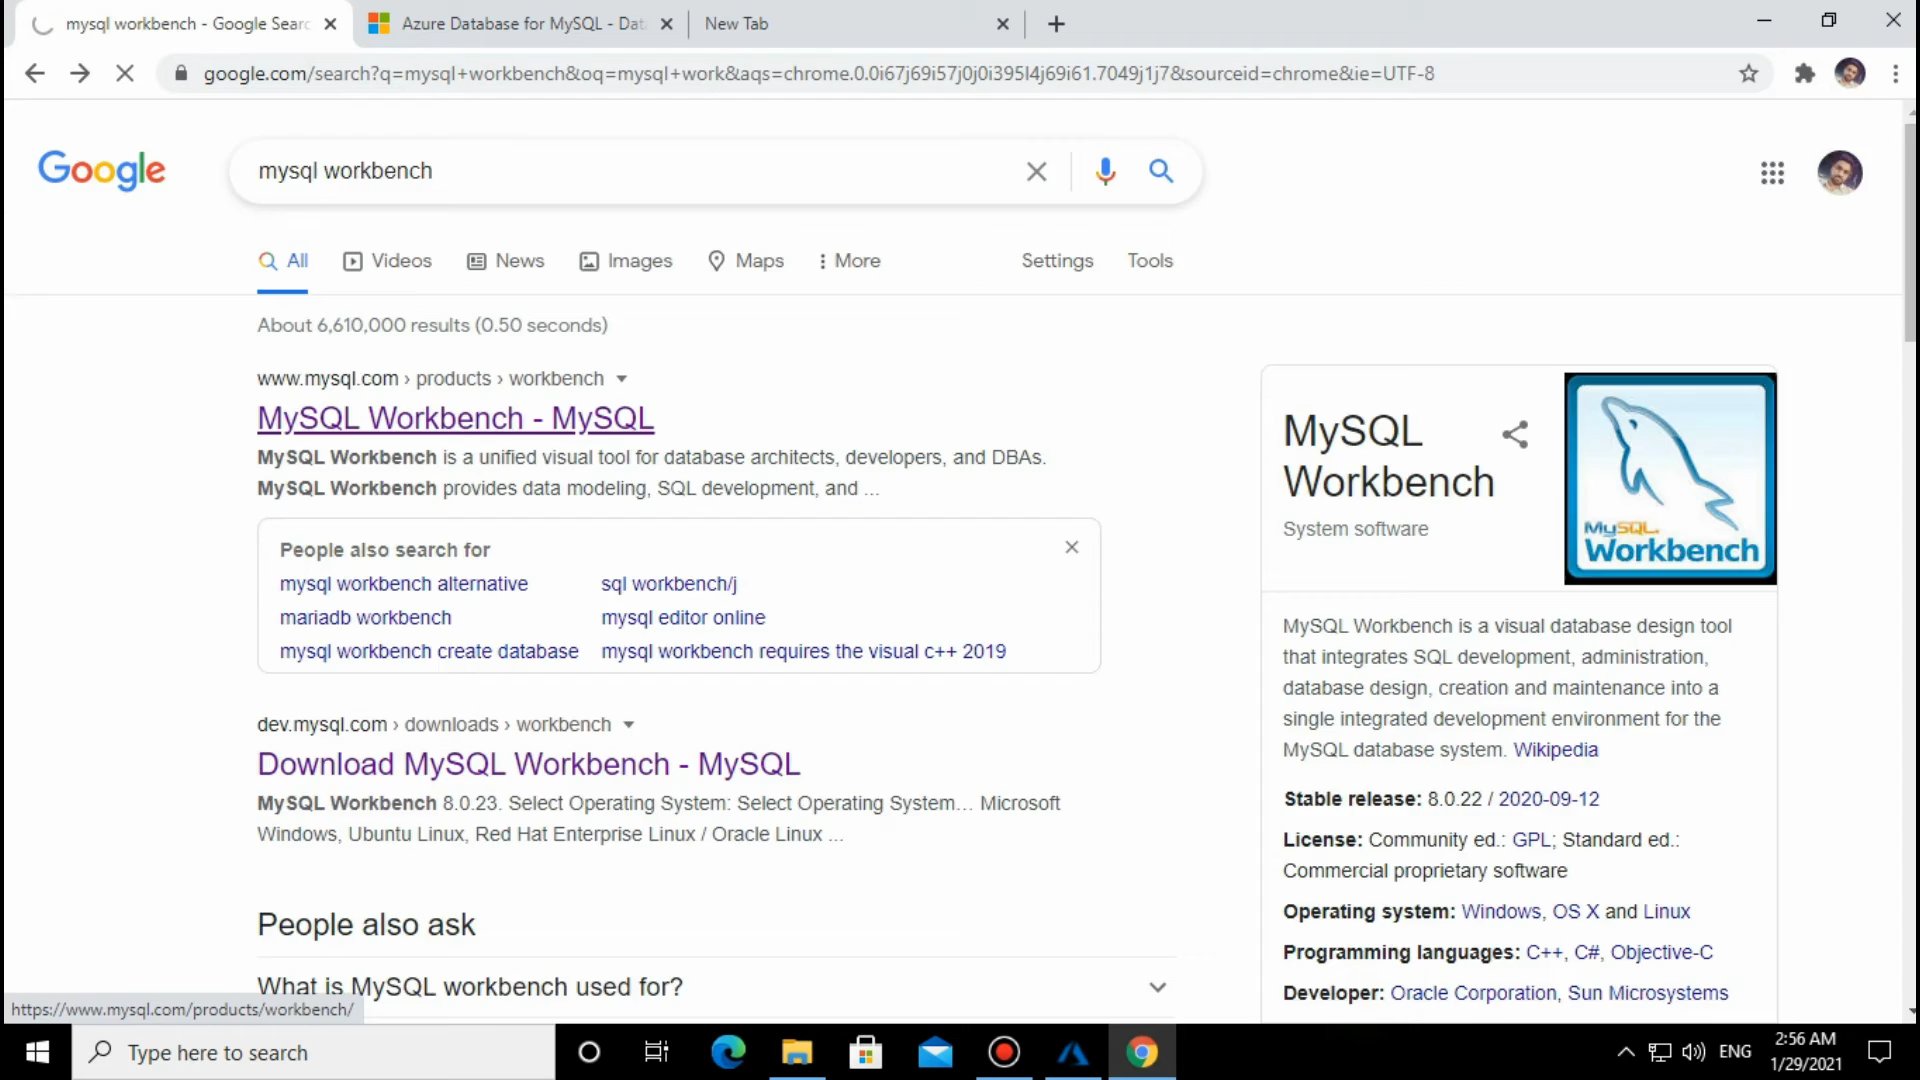 mysql workbench - Google Searc
Azure Database for MySQL - Dat
New Tab
google.com/search?q=mysql+workbench&oq=mysql+work&aqs=chrome.0.0i67j69i57j0j0i395l4j69i61.7049j1j7&sourceid=chrome&ie=UTF-8
Google
mysql workbench
All
Videos
News
Images
Maps
More
Settings
Tools
About 6,610,000 results (0.50 seconds)
www.mysql.com › products › workbench
MySQL Workbench - MySQL
MySQL Workbench is a unified visual tool for database architects, developers, and DBAs.
MySQL Workbench provides data modeling, SQL development, and ...
People also search for
mysql workbench alternative
sql workbench/j
mariadb workbench
mysql editor online
mysql workbench create database
mysql workbench requires the visual c++ 2019
dev.mysql.com › downloads › workbench
Download MySQL Workbench - MySQL
MySQL Workbench 8.0.23. Select Operating System: Select Operating System… Microsoft
Windows, Ubuntu Linux, Red Hat Enterprise Linux / Oracle Linux ...
People also ask
What is MySQL workbench used for?
MySQL
Workbench
System software
MySQL
Workbench
MySQL Workbench is a visual database design tool
that integrates SQL development, administration,
database design, creation and maintenance into a
single integrated development environment for the
MySQL database system. Wikipedia
Stable release: 8.0.22 / 2020-09-12
License: Community ed.: GPL; Standard ed.:
Commercial proprietary software
Operating system: Windows, OS X and Linux
Programming languages: C++, C#, Objective-C
Developer: Oracle Corporation, Sun Microsystems
https://www.mysql.com/products/workbench/
Type here to search
ENG
2:56 AM
1/29/2021